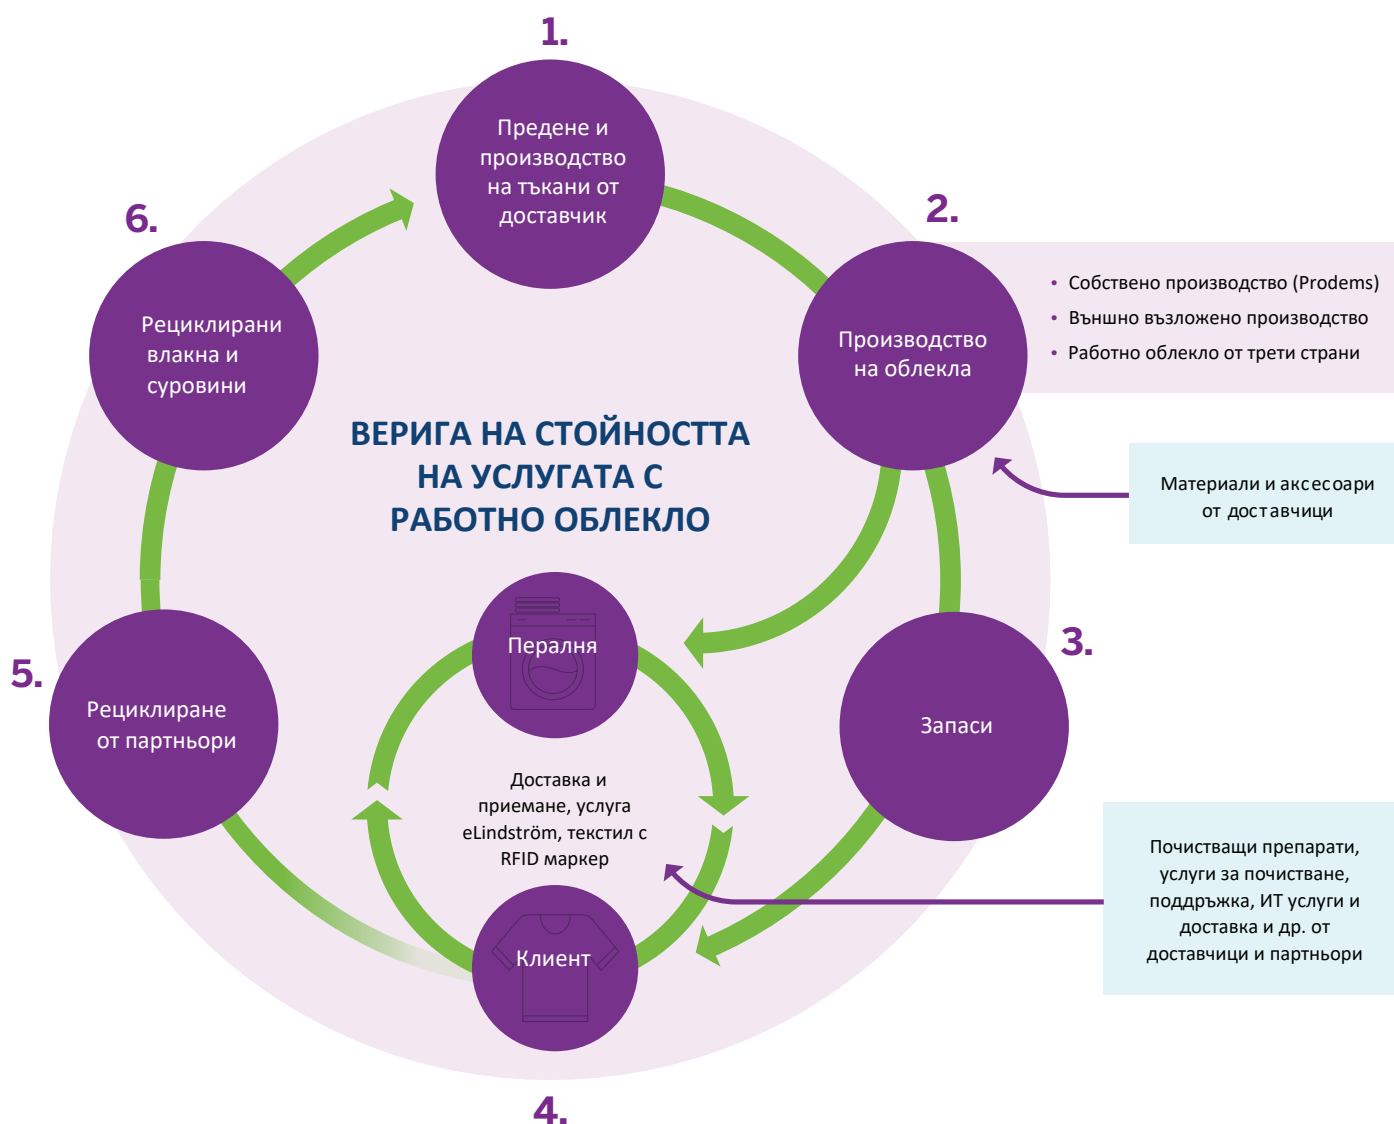 1.
Предене и
производство
на тъкани от
доставчик
2.
Производство
на облекла
• Собствено производство (Prodems)
• Външно възложено производство
• Работно облекло от трети страни
Материали и аксесоари
от доставчици
6.
Рециклирани
влакна и
суровини
ВЕРИГА НА СТОЙНОСТТА
НА УСЛУГАТА С
РАБОТНО ОБЛЕКЛО
Пералня
3.
Запаси
5.
Рециклиране
от партньори
Доставка и
приемане, услуга
eLindström, текстил с
RFID маркер
Почистващи препарати,
услуги за почистване,
поддръжка, ИТ услуги и
доставка и др. от
доставчици и партньори
Клиент
4.